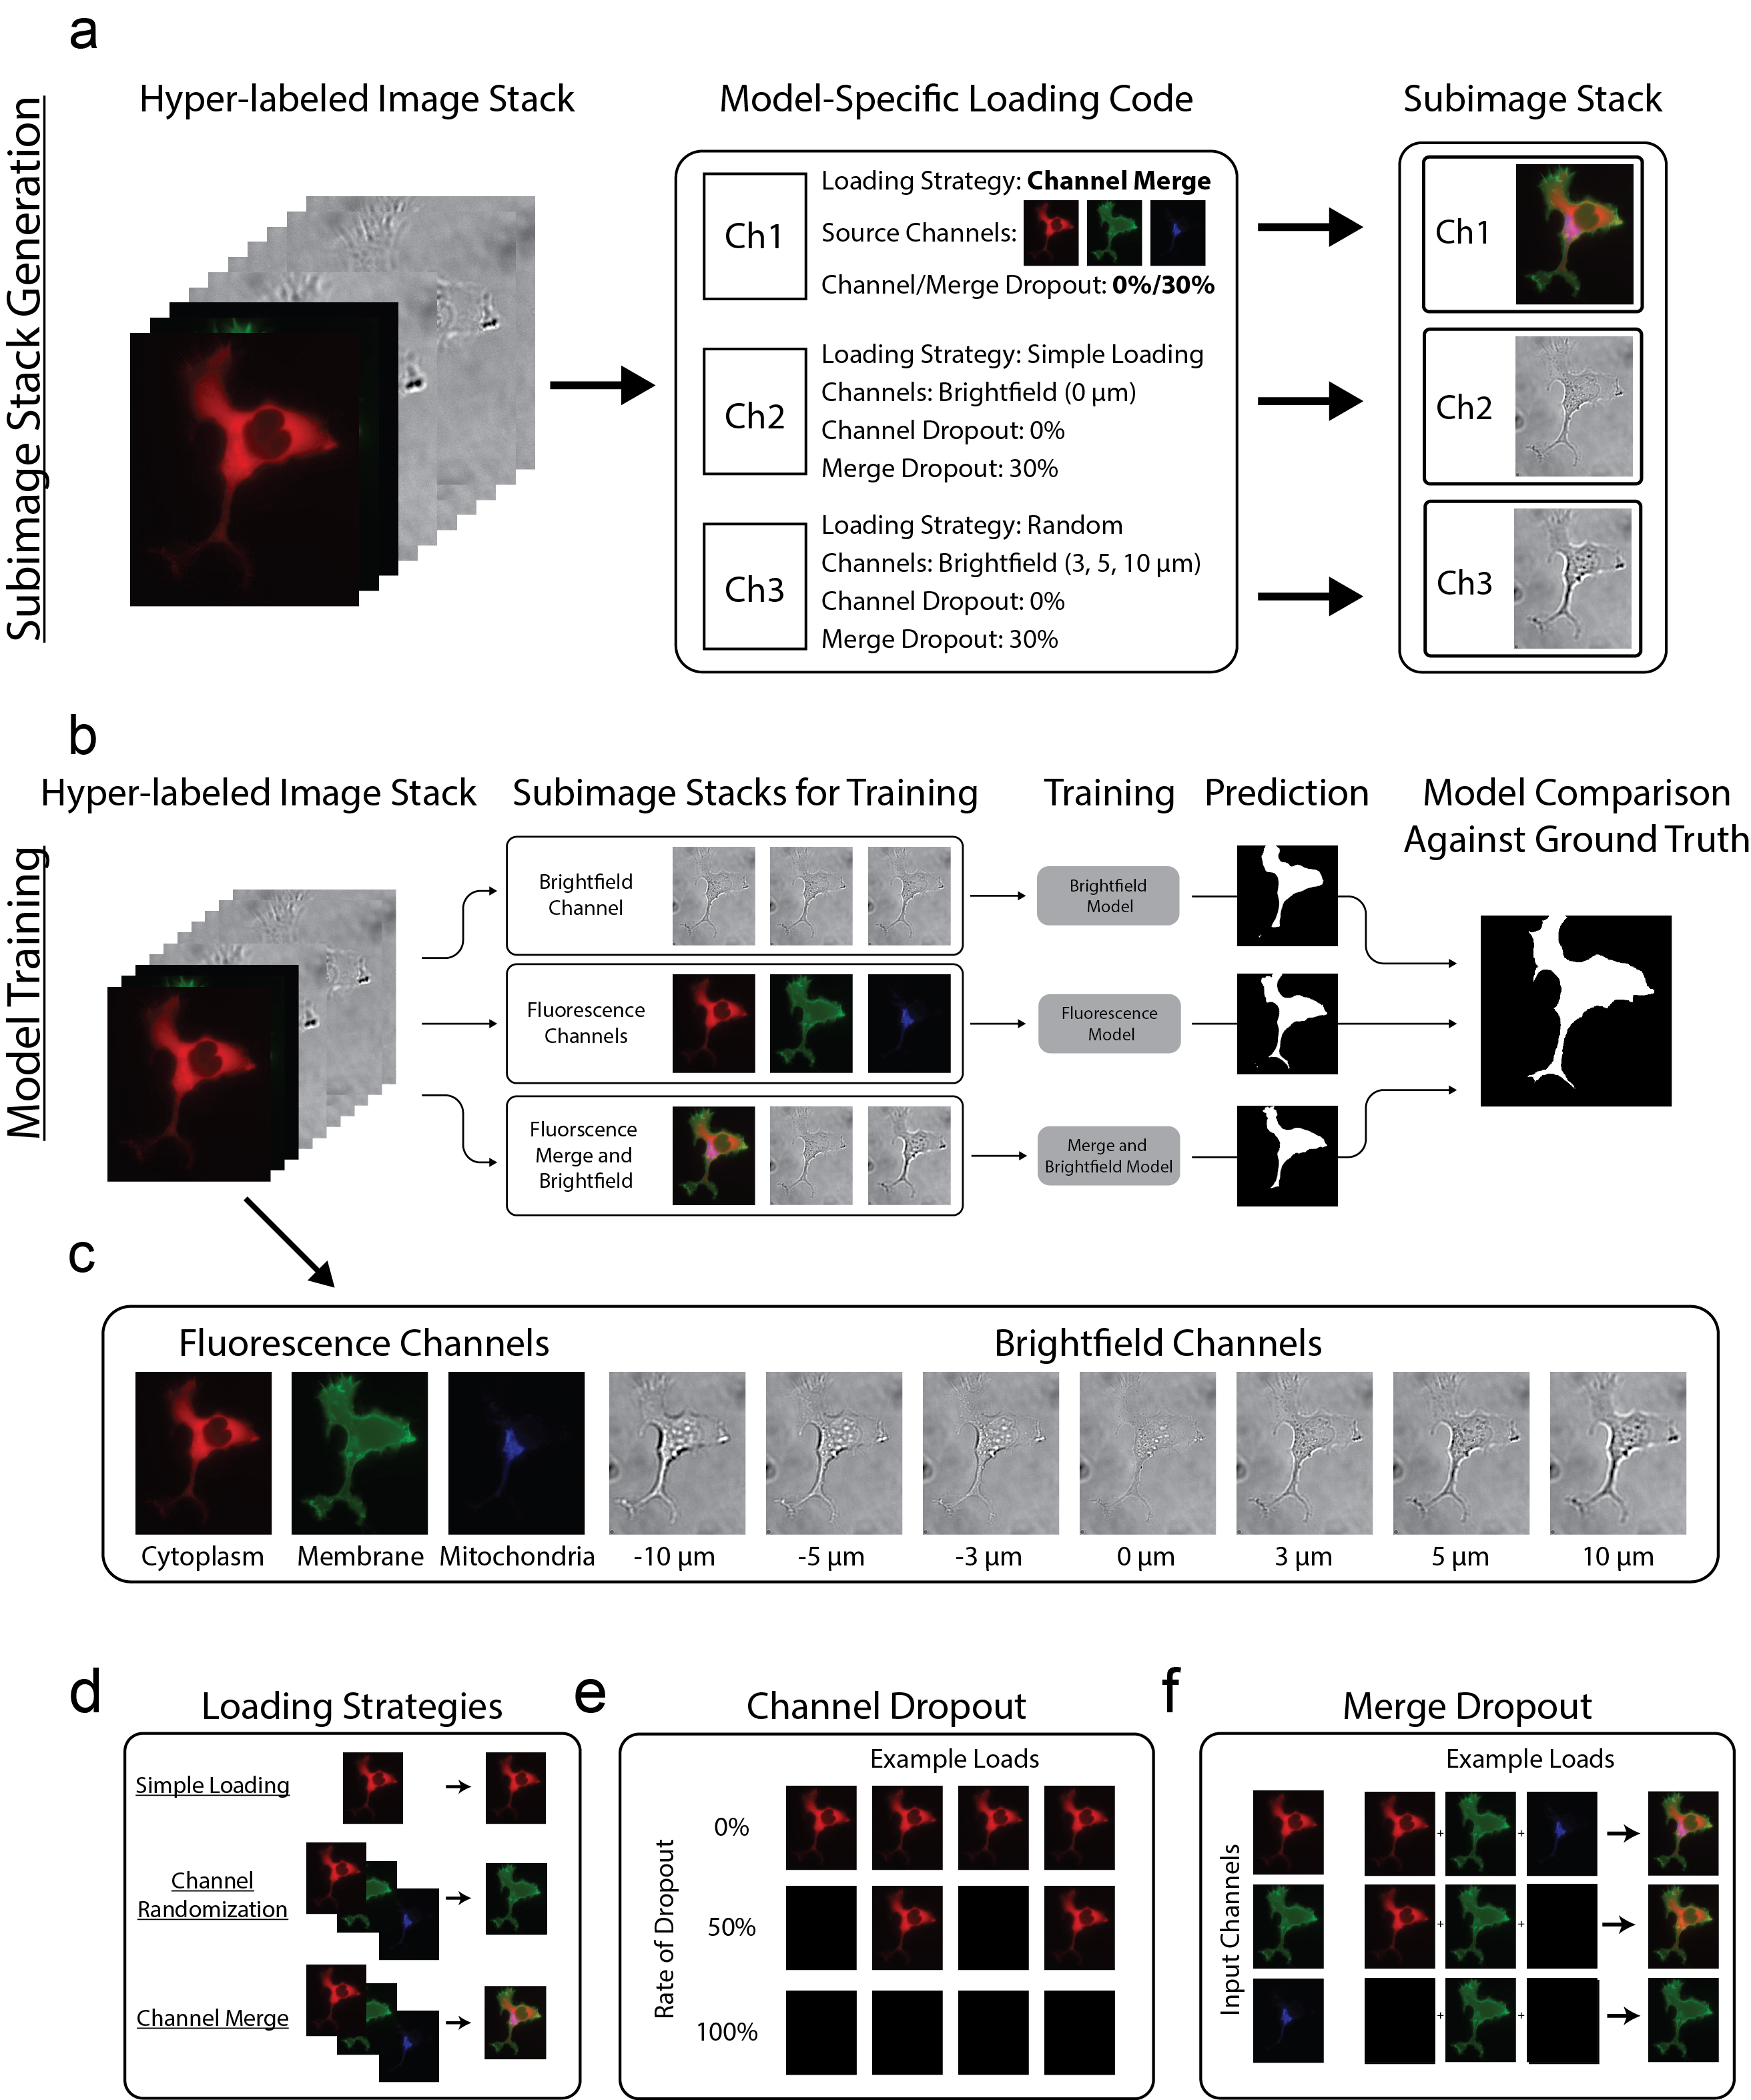 a
Subimage Stack Generation
Hyper-labeled Image Stack
Model-Specific Loading Code
Subimage Stack
Ch1
Loading Strategy: Channel Merge
Source Channels:
Channel/Merge Dropout: 0%/30%
Ch2
Loading Strategy: Simple Loading
Channels: Brightfield (0 µm)
Channel Dropout: 0%
Merge Dropout: 30%
Ch3
Loading Strategy: Random
Channels: Brightfield (3, 5, 10 µm)
Channel Dropout: 0%
Merge Dropout: 30%
Ch1
Ch2
Ch3
b
Model Training
Hyper-labeled Image Stack
Subimage Stacks for Training
Training
Prediction
Model Comparison
Against Ground Truth
Brightfield
Channel
Brightfield
Model
Fluorescence
Channels
Fluorescence
Model
Fluorscence
Merge and
Brightfield
Merge and
Brightfield Model
c
Fluorescence Channels
Brightfield Channels
Cytoplasm
Membrane
Mitochondria
-10 µm
-5 µm
-3 µm
0 µm
3 µm
5 µm
10 µm
d
Loading Strategies
Simple Loading
Channel
Randomization
Channel Merge
e
Channel Dropout
Example Loads
Rate of Dropout
0%
50%
100%
f
Merge Dropout
Example Loads
Input Channels
+ +
+ +
+ +